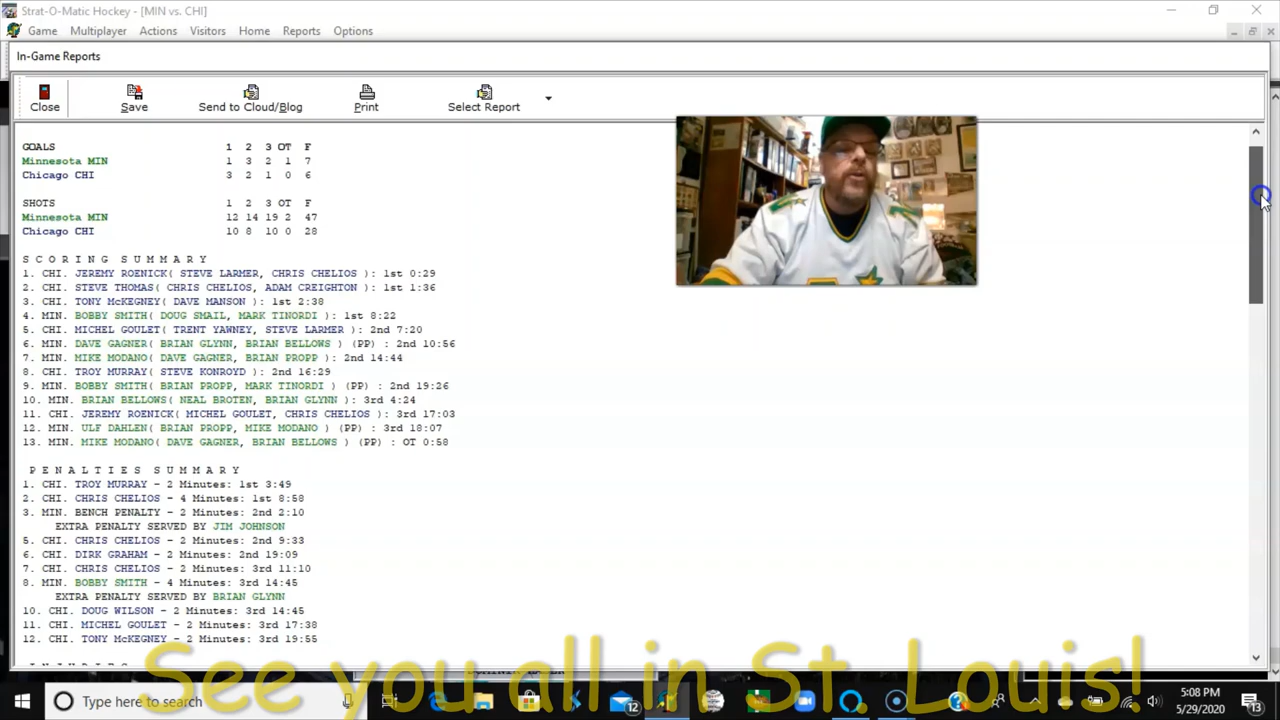 Strat-O-Matic Hockey - [MIN vs. CHI]
Game Multiplayer Actions Visitors Home Reports Options
In-Game Reports
Close Save Send to Cloud/Blog Print Select Report
GOALS 1 2 3 OT F
Minnesota MIN 1 3 2 1 7
Chicago CHI 3 2 1 0 6
SHOTS 1 2 3 OT F
Minnesota MIN 12 14 19 2 47
Chicago CHI 10 8 10 0 28
S C O R I N G S U M M A R Y
1. CHI. JEREMY ROENICK( STEVE LARMER, CHRIS CHELIOS ): 1st 0:29
2. CHI. STEVE THOMAS( CHRIS CHELIOS, ADAM CREIGHTON ): 1st 1:36
3. CHI. TONY McKEGNEY( DAVE MANSON ): 1st 2:38
4. MIN. BOBBY SMITH( DOUG SMAIL, MARK TINORDI ): 1st 8:22
5. CHI. MICHEL GOULET( TRENT YAWNEY, STEVE LARMER ): 2nd 7:20
6. MIN. DAVE GAGNER( BRIAN GLYNN, BRIAN BELLOWS ) (PP) : 2nd 10:56
7. MIN. MIKE MODANO( DAVE GAGNER, BRIAN PROPP ): 2nd 14:44
8. CHI. TROY MURRAY( STEVE KONROYD ): 2nd 16:29
9. MIN. BOBBY SMITH( BRIAN PROPP, MARK TINORDI ) (PP) : 2nd 19:26
10. MIN. BRIAN BELLOWS( NEAL BROTEN, BRIAN GLYNN ): 3rd 4:24
11. CHI. JEREMY ROENICK( MICHEL GOULET, CHRIS CHELIOS ): 3rd 17:03
12. MIN. ULF DAHLEN( BRIAN PROPP, MIKE MODANO ) (PP) : 3rd 18:07
13. MIN. MIKE MODANO( DAVE GAGNER, BRIAN BELLOWS ) (PP) : OT 0:58
P E N A L T I E S S U M M A R Y
1. CHI. TROY MURRAY - 2 Minutes: 1st 3:49
2. CHI. CHRIS CHELIOS - 4 Minutes: 1st 8:58
3. MIN. BENCH PENALTY - 2 Minutes: 2nd 2:10
EXTRA PENALTY SERVED BY JIM JOHNSON
5. CHI. CHRIS CHELIOS - 2 Minutes: 2nd 9:33
6. CHI. DIRK GRAHAM - 2 Minutes: 2nd 19:09
7. CHI. CHRIS CHELIOS - 2 Minutes: 3rd 11:10
8. MIN. BOBBY SMITH - 4 Minutes: 3rd 14:45
EXTRA PENALTY SERVED BY BRIAN GLYNN
10. CHI. DOUG WILSON - 2 Minutes: 3rd 14:45
11. CHI. MICHEL GOULET - 2 Minutes: 3rd 17:38
12. CHI. TONY McKEGNEY - 2 Minutes: 3rd 19:55
See you all in St. Louis!
Type here to search
12
5:08 PM
5/29/2020
13